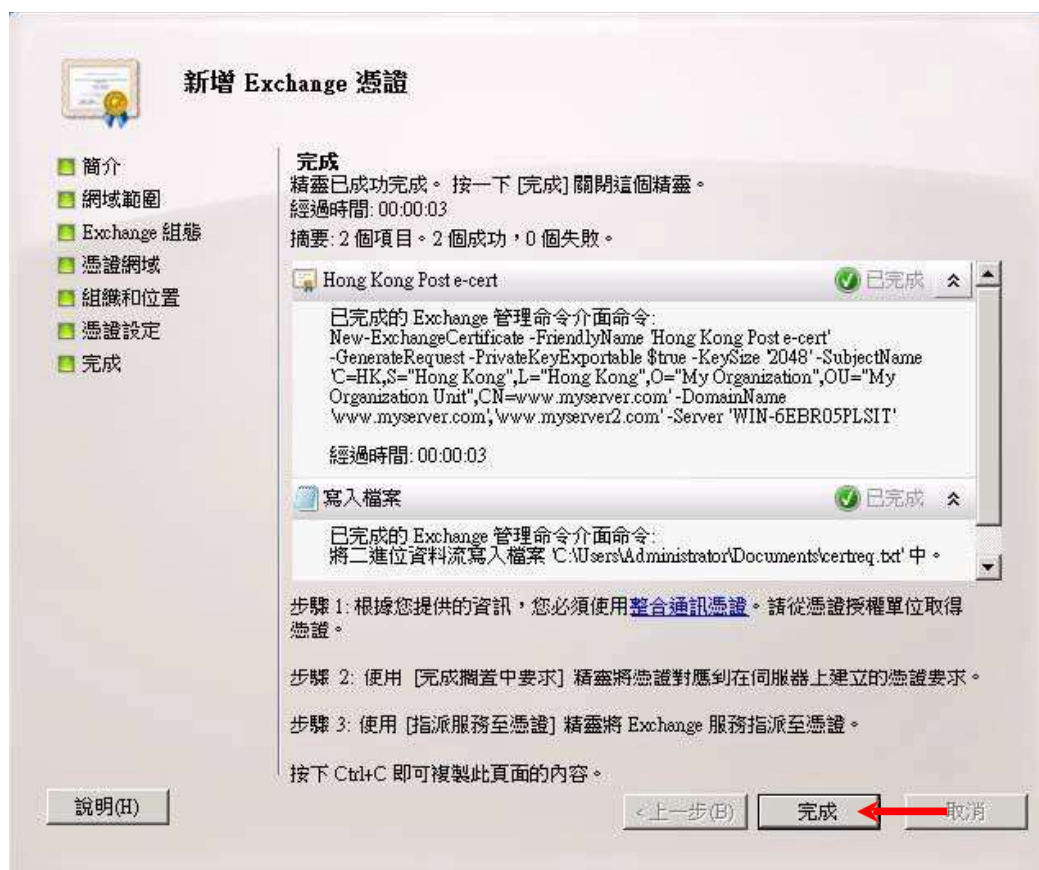 新增 Exchange 憑證
簡介
網域範圍
Exchange 組態
憑證網域
組織和位置
憑證設定
完成
完成
精靈已成功完成。 按一下 [完成] 關閉這個精靈。
經過時間: 00:00:03
摘要: 2 個項目。2 個成功，0 個失敗。
Hong Kong Post e-cert
已完成
已完成的 Exchange 管理命令介面命令:
New-ExchangeCertificate -FriendlyName 'Hong Kong Post e-cert'
-GenerateRequest -PrivateKeyExportable $true -KeySize '2048' -SubjectName
'C=HK,S="Hong Kong",L="Hong Kong",O="My Organization",OU="My
Organization Unit",CN=www.myserver.com' -DomainName
'www.myserver.com','www.myserver2.com' -Server 'WIN-6EBR05PLSIT'
經過時間: 00:00:03
寫入檔案
已完成
已完成的 Exchange 管理命令介面命令:
將二進位資料流寫入檔案 'C:\Users\Administrator\Documents\certreq.txt' 中。
步驟 1: 根據您提供的資訊，您必須使用整合通訊憑證。請從憑證授權單位取得
憑證。
步驟 2: 使用 [完成擱置中要求] 精靈將憑證對應到在伺服器上建立的憑證要求。
步驟 3: 使用 [指派服務至憑證] 精靈將 Exchange 服務指派至憑證。
按下 Ctrl+C 即可複製此頁面的內容。
說明(H)
<上一步(B)
完成
取消